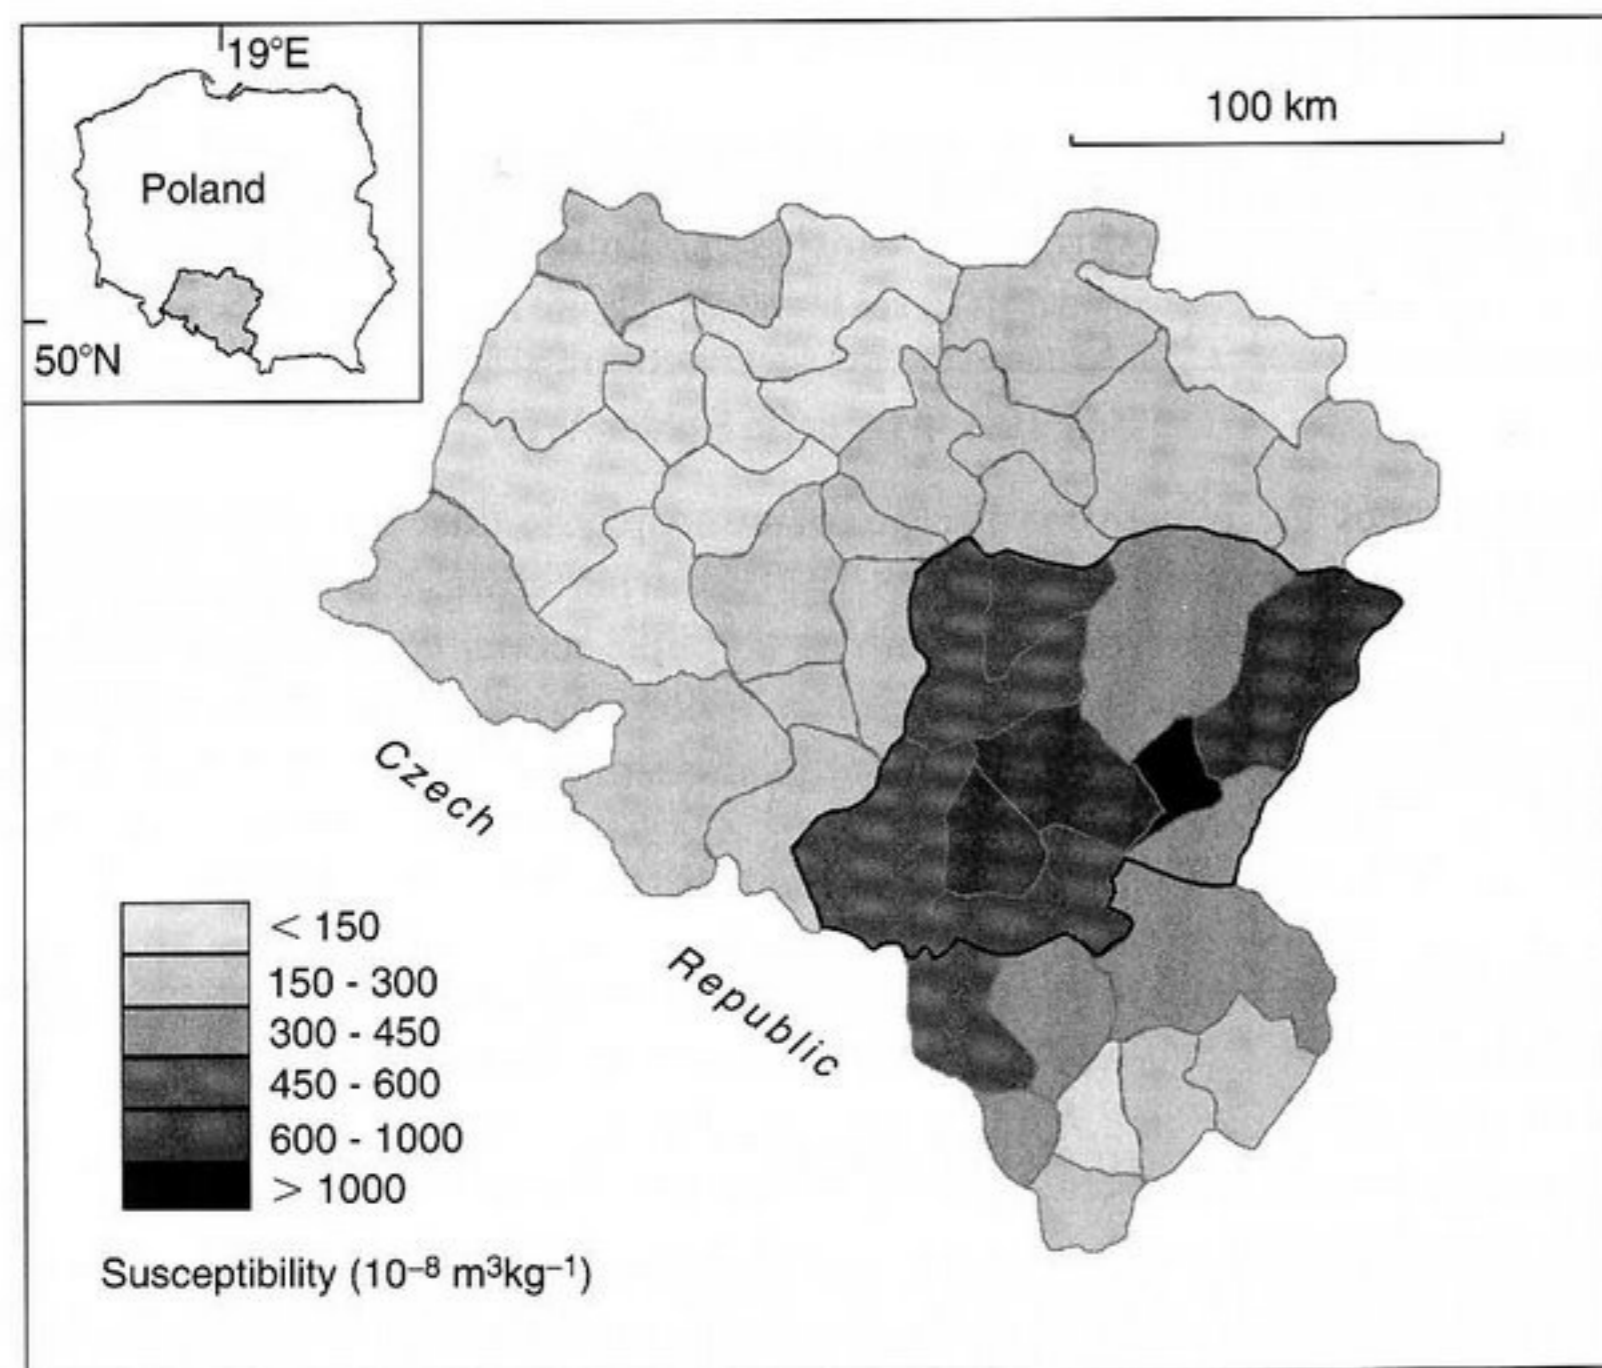 19°E
Poland
50°N
100 km
Czech
Republic
< 150
150 - 300
300 - 450
450 - 600
600 - 1000
> 1000
Susceptibility (10⁻⁸ m³kg⁻¹)